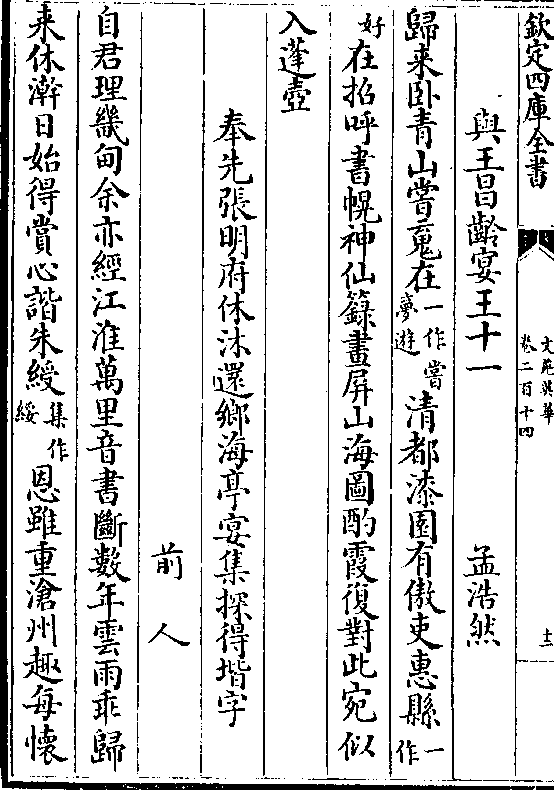 欽定四庫全書
文苑英華
卷二百十四
與王昌齡宴王十一　孟浩然
歸来卧青山嘗䰟在一作嘗夢遊清都漆園有傲吏惠縣一作
好在招呼書幌神仙籙畫屏山海圖酌霞復對此宛似
入蓬壺
奉先張明府休沐還鄉海亭宴集探得堦字
前人
自君理畿甸余亦經江淮萬里音書斷數年雲雨乖歸
来休澣日始得賞心諧朱綬集作綏恩雖重滄州趣每懷